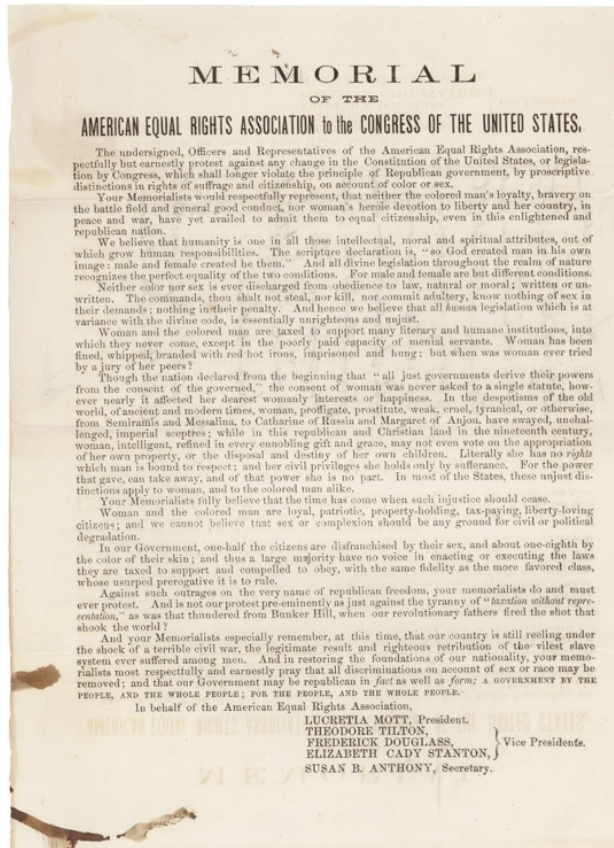 MEMORIAL
OF THE
AMERICAN EQUAL RIGHTS ASSOCIATION to the CONGRESS OF THE UNITED STATES.
The undersigned, Officers and Representatives of the American Equal Rights Association, res-
pectfully but earnestly protest against any change in the Constitution of the United States, or legisla-
tion by Congress, which shall longer violate the principle of Republican government, by proscriptive
distinctions in rights of suffrage and citizenship, on account of color or sex.
Your Memorialists would respectfully represent, that neither the colored man's loyalty, bravery on
the battle field and general good conduct, nor woman's heroic devotion to liberty and her country, in
peace and war, have yet availed to admit them to equal citizenship, even in this enlightened and
republican nation.
We believe that humanity is one in all those intellectual, moral and spiritual attributes, out of
which grow human responsibilities. The scripture declaration is, "so God created man in his own
image: male and female created he them." And all divine legislation throughout the realm of nature
recognizes the perfect equality of the two conditions. For male and female are but different conditions.
Neither color nor sex is ever discharged from obedience to law, natural or moral; written or un-
written. The commands, thou shalt not steal, nor kill, nor commit adultery, know nothing of sex in
their demands; nothing in their penalty. And hence we believe that all human legislation which is at
variance with the divine code, is essentially unrighteous and unjust.
Woman and the colored man are taxed to support many literary and humane institutions, into
which they never come, except in the poorly paid capacity of menial servants. Woman has been
fined, whipped, branded with red hot irons, imprisoned and hung; but when was woman ever tried
by a jury of her peers?
Though the nation declared from the beginning that "all just governments derive their powers
from the consent of the governed," the consent of woman was never asked to a single statute, how-
ever nearly it affected her dearest womanly interests or happiness. In the despotisms of the old
world, of ancient and modern times, woman, profligate, prostitute, weak, cruel, tyranical, or otherwise,
from Semiramis and Messalina, to Catharine of Russia and Margaret of Anjou, have swayed, unchal-
lenged, imperial sceptres; while in this republican and Christian land in the nineteenth century,
woman, intelligent, refined in every ennobling gift and grace, may not even vote on the appropriation
of her own property, or the disposal and destiny of her own children. Literally she has no rights
which man is bound to respect; and her civil privileges she holds only by sufferance. For the power
that gave, can take away, and of that power she is no part. In most of the States, these unjust dis-
tinctions apply to woman, and to the colored man alike.
Your Memorialists fully believe that the time has come when such injustice should cease.
Woman and the colored man are loyal, patriotic, property-holding, tax-paying, liberty-loving
citizens; and we cannot believe that sex or complexion should be any ground for civil or political
degradation.
In our Government, one-half the citizens are disfranchised by their sex, and about one-eighth by
the color of their skin; and thus a large majority have no voice in enacting or executing the laws
they are taxed to support and compelled to obey, with the same fidelity as the more favored class,
whose usurped prerogative it is to rule.
Against such outrages on the very name of republican freedom, your memorialists do and must
ever protest. And is not our protest pre-eminently as just against the tyranny of "taxation without repre-
sentation," as was that thundered from Bunker Hill, when our revolutionary fathers fired the shot that
shook the world?
And your Memorialists especially remember, at this time, that our country is still reeling under
the shock of a terrible civil war, the legitimate result and righteous retribution of the vilest slave
system ever suffered among men. And in restoring the foundations of our nationality, your memo-
rialists most respectfully and earnestly pray that all discriminations on account of sex or race may be
removed; and that our Government may be republican in fact as well as form; A GOVERNMENT BY THE
PEOPLE, AND THE WHOLE PEOPLE; FOR THE PEOPLE, AND THE WHOLE PEOPLE.
In behalf of the American Equal Rights Association,
LUCRETIA MOTT, President.
THEODORE TILTON,
FREDERICK DOUGLASS,
ELIZABETH CADY STANTON,
Vice Presidents.
SUSAN B. ANTHONY, Secretary.